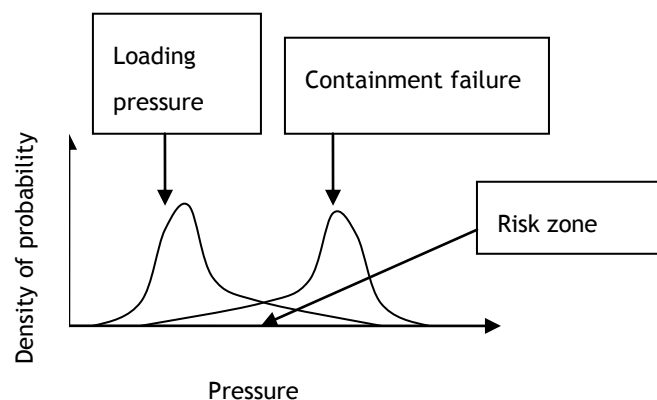 Loading
pressure
Containment failure
Risk zone
Density of probability
Pressure